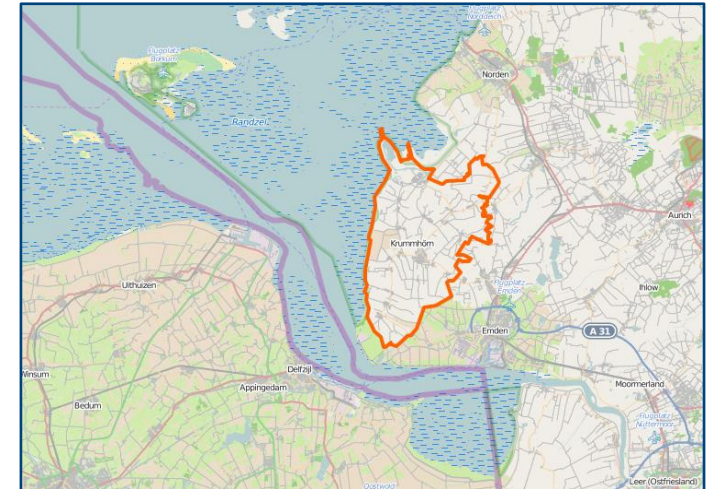 Flugplatz
Norddeich
Flugplatz
Borkum
Norden
Randzel
Aurich
Krummhörn
Uithuizen
Flugplatz
Emden
Ihlow
Emden
A 31
Delfzijl
Winsum
Appingedam
Moormerland
Bedum
Flugplatz
Nüttermoor
Oostwold
Leer (Ostfriesland)